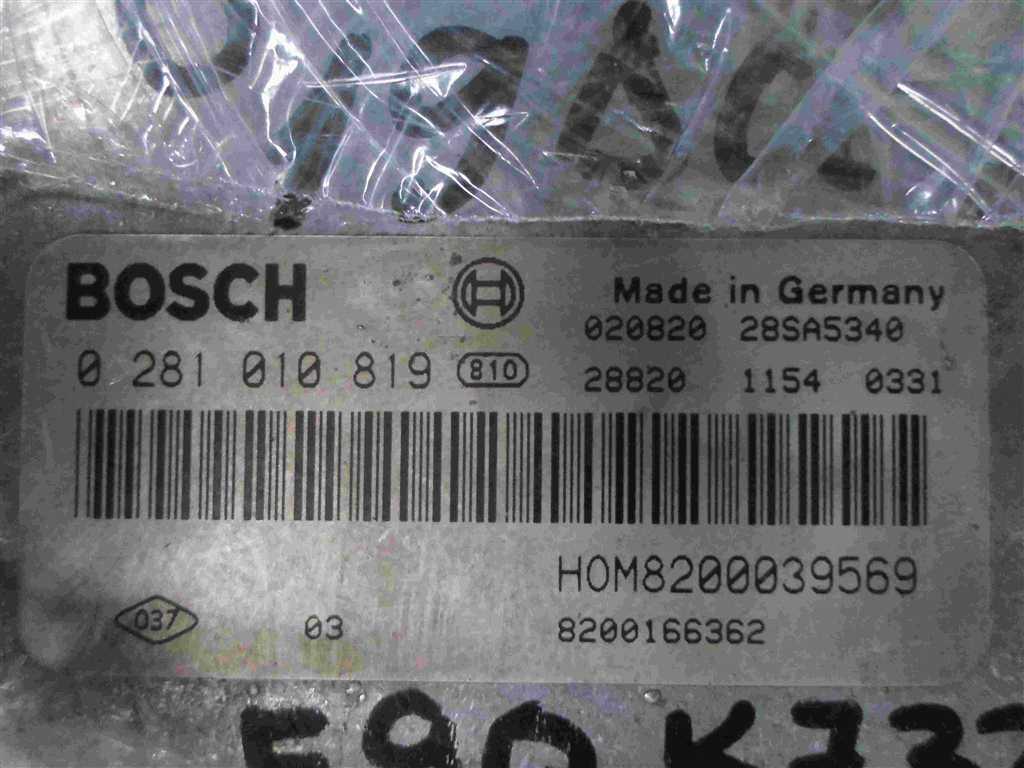 BOSCH
Made in Germany
020820 28SA5340
0 281 010 819 810
28820 1154 0331
HOM8200039569
037 03
8200166362